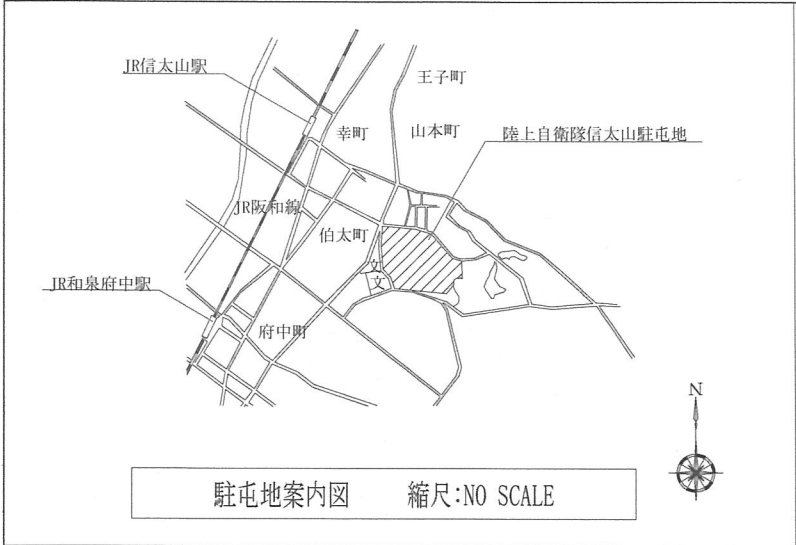 王子町
JR信太山駅
幸町
山本町
陸上自衛隊信太山駐屯地
JR阪和線
伯太町
文
文
JR和泉府中駅
府中町
N
駐屯地案内図 縮尺:NO SCALE